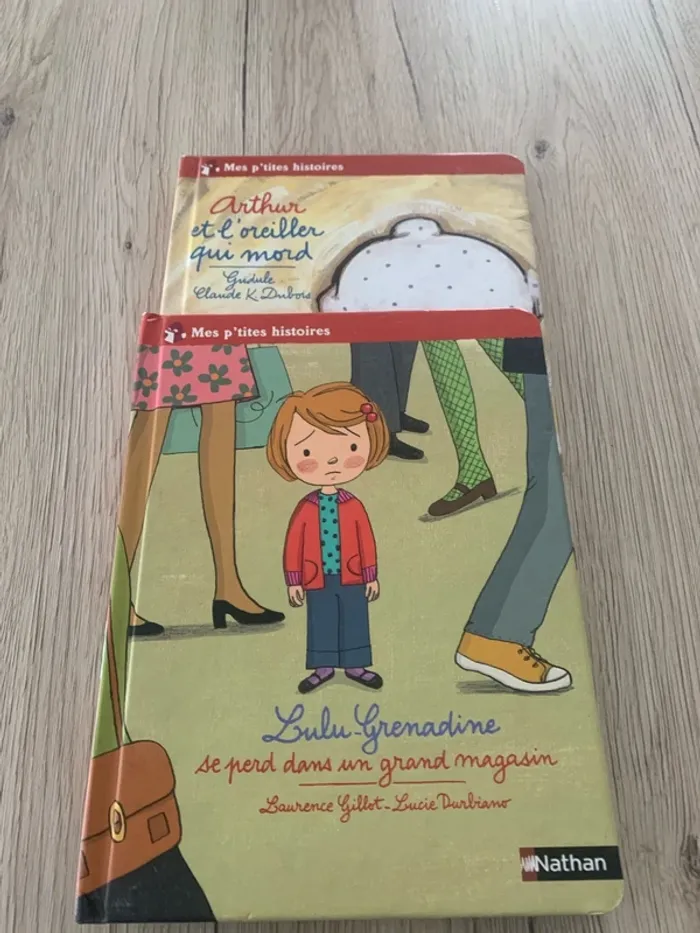 Mes p'tites histoires
Arthur
et l'oreiller
qui mord
Gudule
Claude K. Dubois
Mes p'tites histoires
Lulu-Grenadine
se perd dans un grand magasin
Laurence Gillot - Lucie Durbiano
Nathan